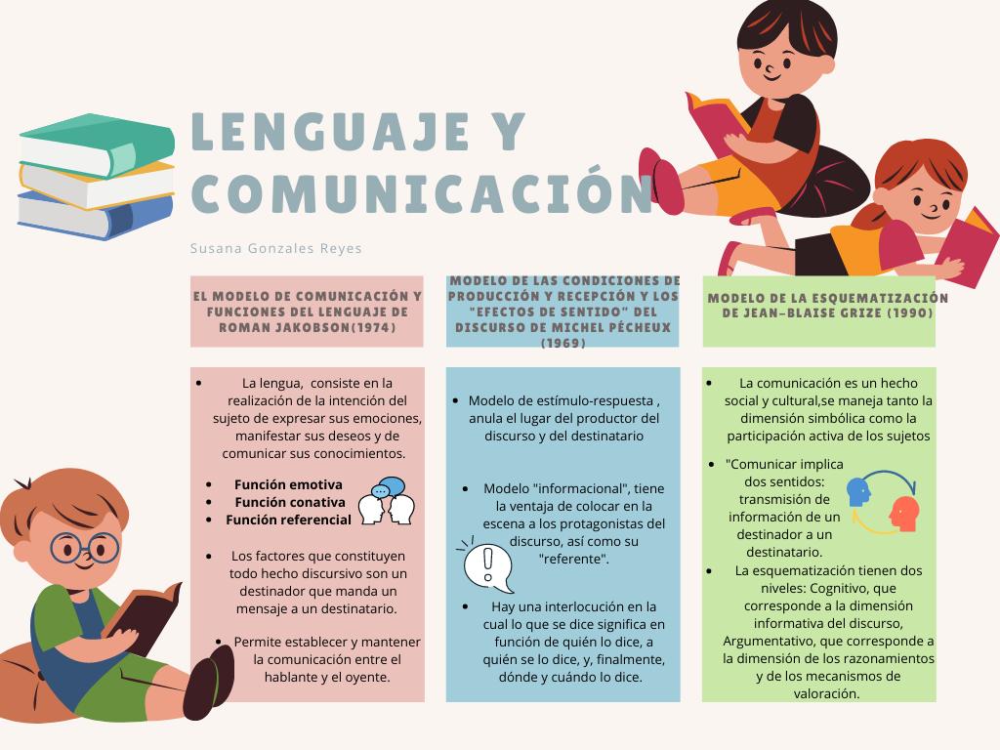 LENGUAJE Y
COMUNICACIÓN
Susana Gonzales Reyes
EL MODELO DE COMUNICACIÓN Y
FUNCIONES DEL LENGUAJE DE
ROMAN JAKOBSON(1974)
• La lengua, consiste en la
realización de la intención del
sujeto de expresar sus emociones,
manifestar sus deseos y de
comunicar sus conocimientos.
• Función emotiva
• Función conativa
• Función referencial
• Los factores que constituyen
todo hecho discursivo son un
destinador que manda un
mensaje a un destinatario.
• Permite establecer y mantener
la comunicación entre el
hablante y el oyente.
MODELO DE LAS CONDICIONES DE
PRODUCCIÓN Y RECEPCIÓN Y LOS
"EFECTOS DE SENTIDO" DEL
DISCURSO DE MICHEL PÉCHEUX
(1969)
• Modelo de estímulo-respuesta ,
anula el lugar del productor del
discurso y del destinatario
• Modelo "informacional", tiene
la ventaja de colocar en la
escena a los protagonistas del
discurso, así como su
"referente".
• Hay una interlocución en la
cual lo que se dice significa en
función de quién lo dice, a
quién se lo dice, y, finalmente,
dónde y cuándo lo dice.
MODELO DE LA ESQUEMATIZACIÓN
DE JEAN-BLAISE GRIZE (1990)
• La comunicación es un hecho
social y cultural,se maneja tanto la
dimensión simbólica como la
participación activa de los sujetos
• "Comunicar implica
dos sentidos:
transmisión de
información de un
destinador a un
destinatario.
• La esquematización tienen dos
niveles: Cognitivo, que
corresponde a la dimensión
informativa del discurso,
Argumentativo, que corresponde a
la dimensión de los razonamientos
y de los mecanismos de
valoración.